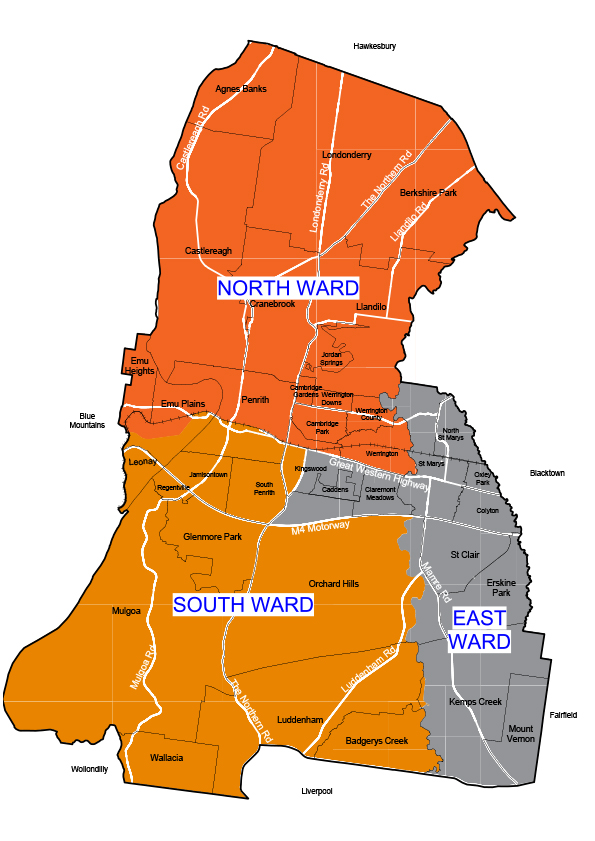 Hawkesbury
Agnes Banks
Castlereagh Rd
Londonderry
Londonderry Rd
The Northern Rd
Berkshire Park
Llandilo Rd
Castlereagh
NORTH WARD
Cranebrook
Llandilo
Jordan
Springs
Emu
Heights
Cambridge
Gardens
Werrington
Downs
Emu Plains
Penrith
Werrington
County
Blue
Mountains
Cambridge
Park
North
St Marys
Werrington
Leonay
Jamisontown
Kingswood
Great Western Highway
St Marys
Blacktown
Regentville
South
Penrith
Caddens
Claremont
Meadows
Oxley
Park
Colyton
M4 Motorway
Glenmore Park
St Clair
Orchard Hills
Mamre Rd
Erskine
Park
Mulgoa
SOUTH WARD
EAST
WARD
Mulgoa Rd
Luddenham Rd
The Northern Rd
Kemps Creek
Luddenham
Fairfield
Mount
Vernon
Badgerys Creek
Wallacia
Wollondilly
Liverpool